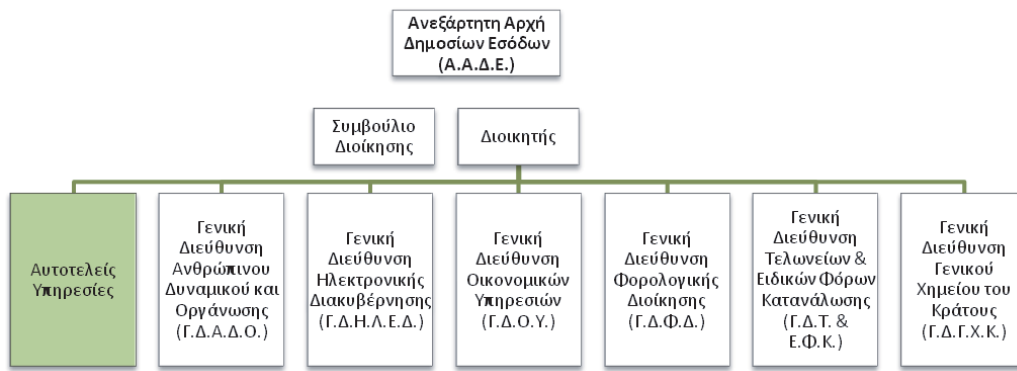 Ανεξάρτητη Αρχή
Δημοσίων Εσόδων
(Α.Α.Δ.Ε.)
Συμβούλιο
Διοίκησης
Διοικητής
Αυτοτελείς
Υπηρεσίες
Γενική
Διεύθυνση
Ανθρώπινου
Δυναμικού και
Οργάνωσης
(Γ.Δ.Α.Δ.Ο.)
Γενική
Διεύθυνση
Ηλεκτρονικής
Διακυβέρνησης
(Γ.Δ.Η.Λ.Ε.Δ.)
Γενική
Διεύθυνση
Οικονομικών
Υπηρεσιών
(Γ.Δ.Ο.Υ.)
Γενική
Διεύθυνση
Φορολογικής
Διοίκησης
(Γ.Δ.Φ.Δ.)
Γενική
Διεύθυνση
Τελωνείων &
Ειδικών Φόρων
Κατανάλωσης
(Γ.Δ.Τ. &
Ε.Φ.Κ.)
Γενική
Διεύθυνση
Γενικού
Χημείου του
Κράτους
(Γ.Δ.Γ.Χ.Κ.)